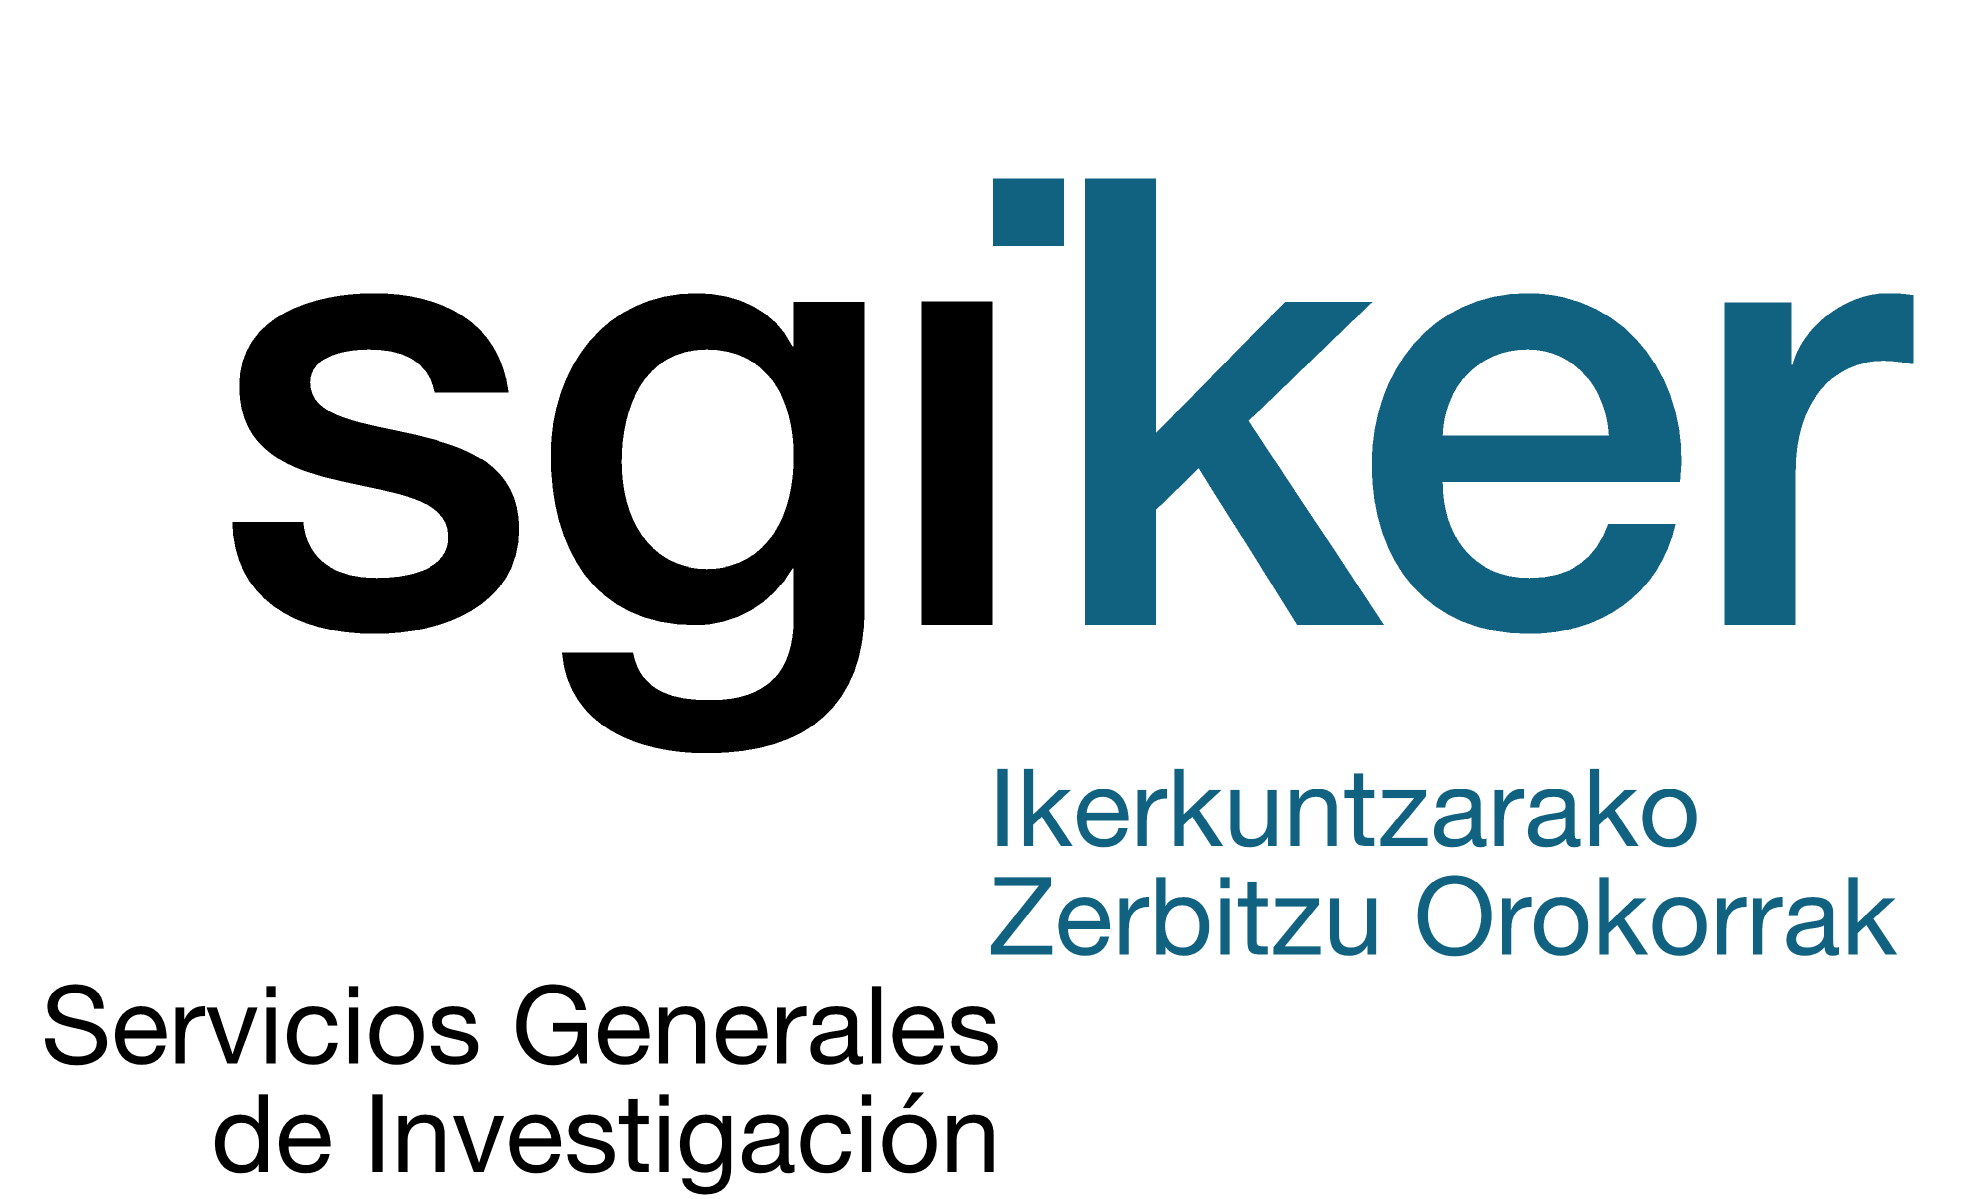 sgiker
Ikerkuntzarako
Zerbitzu Orokorrak
Servicios Generales
de Investigación